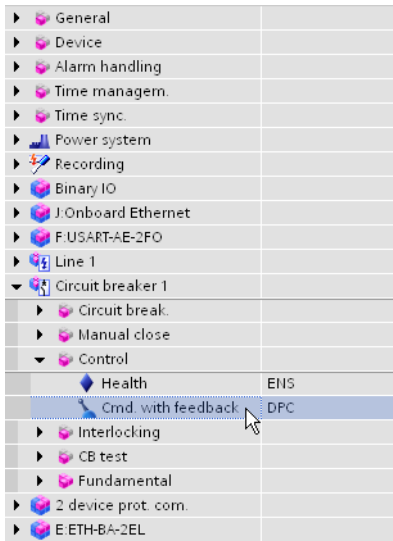 General
Device
Alarm handling
Time managem.
Time sync.
Power system
Recording
Binary IO
J:Onboard Ethernet
F:USART-AE-2FO
Line 1
Circuit breaker 1
Circuit break.
Manual close
Control
Health ENS
Cmd. with feedback DPC
Interlocking
CB test
Fundamental
2 device prot. com.
E:ETH-BA-2EL